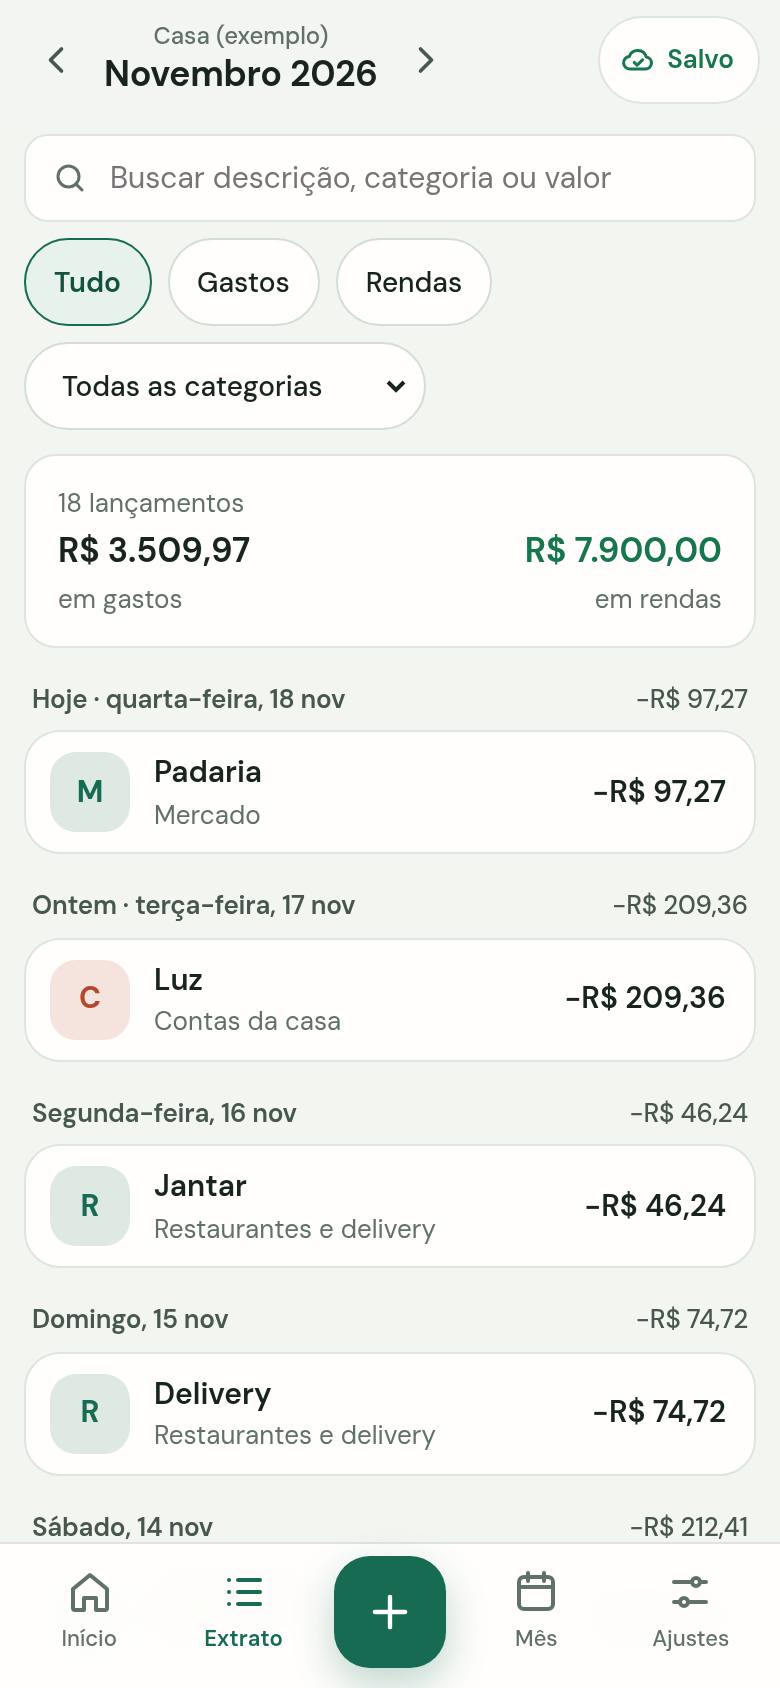 Casa (exemplo)
Novembro 2026
Salvo
Buscar descrição, categoria ou valor
Tudo
Gastos
Rendas
Todas as categorias
18 lançamentos
R$ 3.509,97
R$ 7.900,00
em gastos
em rendas
Hoje · quarta-feira, 18 nov
-R$ 97,27
M
Padaria
Mercado
-R$ 97,27
Ontem · terça-feira, 17 nov
-R$ 209,36
C
Luz
Contas da casa
-R$ 209,36
Segunda-feira, 16 nov
-R$ 46,24
R
Jantar
Restaurantes e delivery
-R$ 46,24
Domingo, 15 nov
-R$ 74,72
R
Delivery
Restaurantes e delivery
-R$ 74,72
Sábado, 14 nov
-R$ 212,41
Início
Extrato
Mês
Ajustes